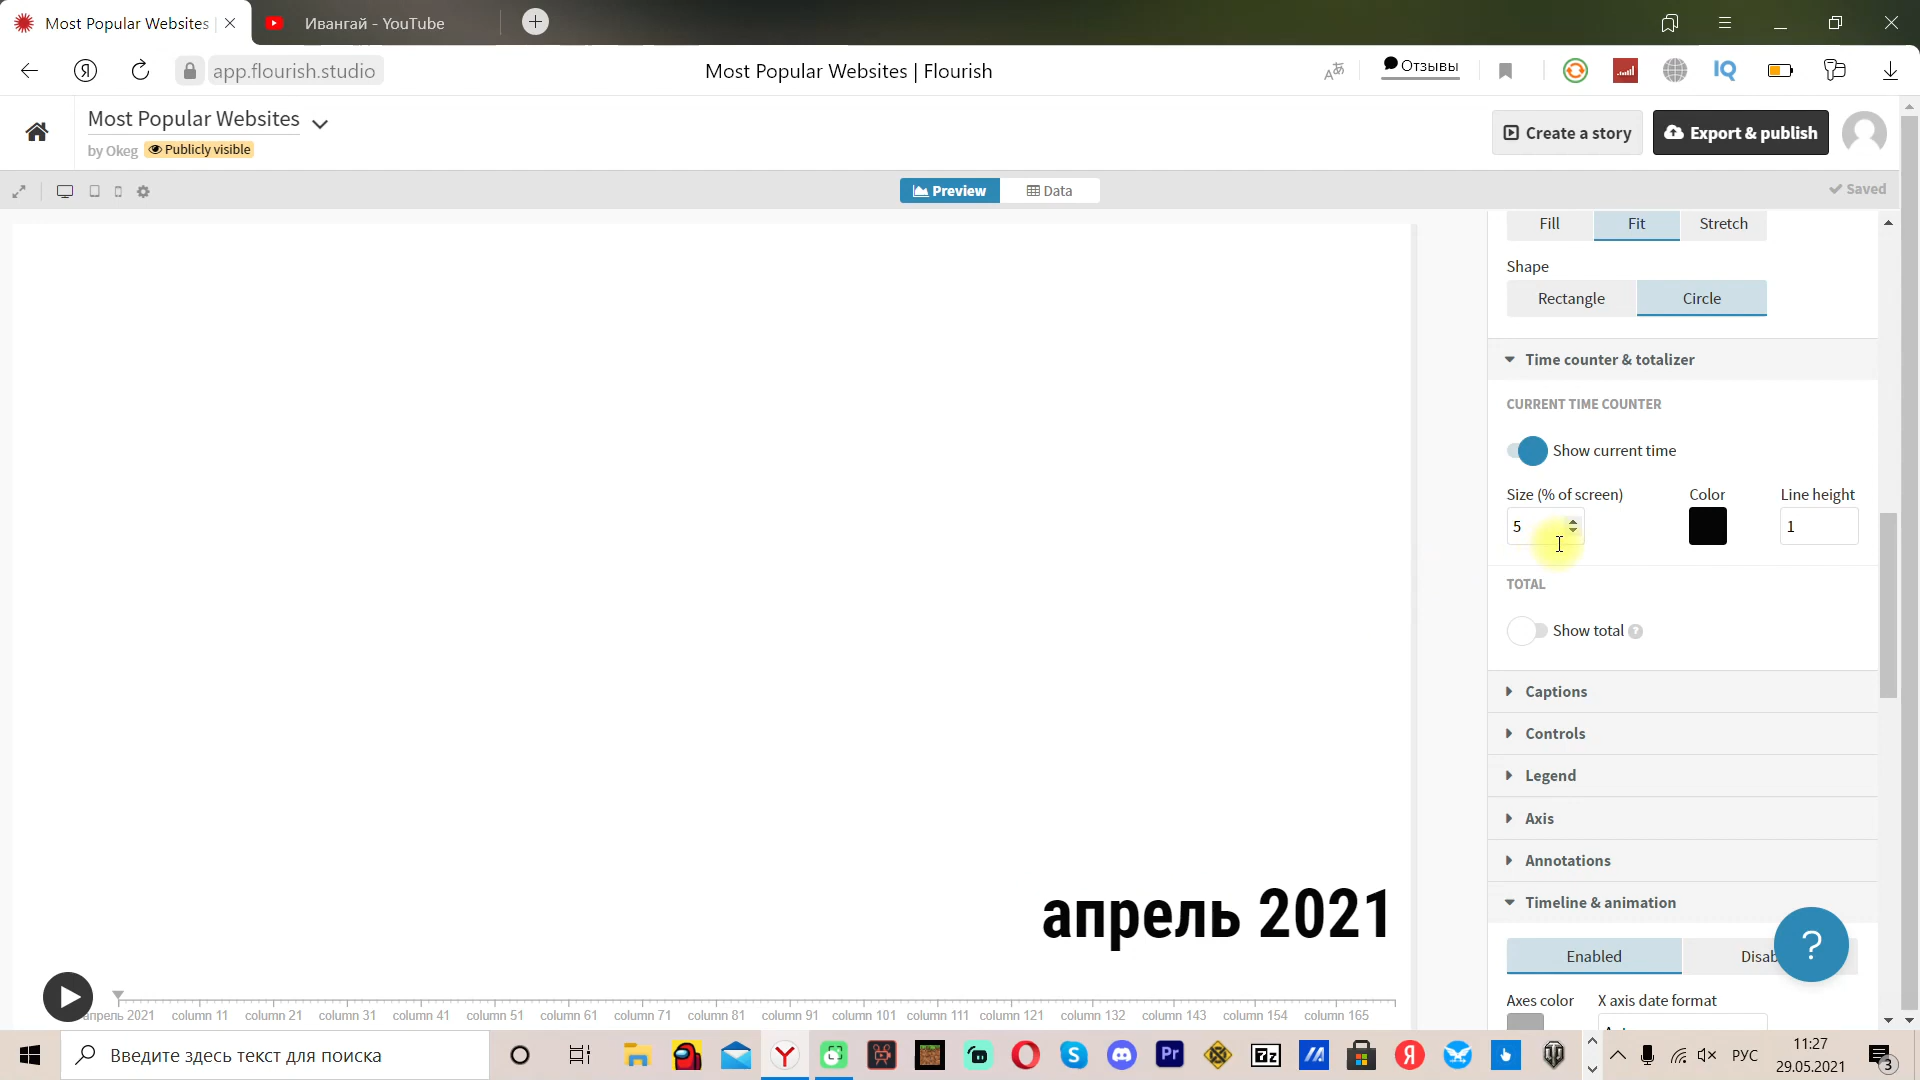 Most Popular Websites
Ивангай - YouTube
app.flourish.studio
Most Popular Websites | Flourish
Отзывы
IQ
Most Popular Websites
by Okeg
Publicly visible
Create a story
Export & publish
Preview
Data
Saved
Fill
Fit
Stretch
Shape
Rectangle
Circle
Time counter & totalizer
CURRENT TIME COUNTER
Show current time
Size (% of screen)
Color
Line height
5
1
TOTAL
Show total ?
Captions
Controls
Legend
Axis
Annotations
Timeline & animation
Enabled
?
Axes color
X axis date format
апрель 2021
апрель 2021
column 11
column 21
column 31
column 41
column 51
column 61
column 71
column 81
column 91
column 101
column 111
column 121
column 132
column 143
column 154
column 165
Введите здесь текст для поиска
Pr
7z
Я
РУС
11:27
29.05.2021
3